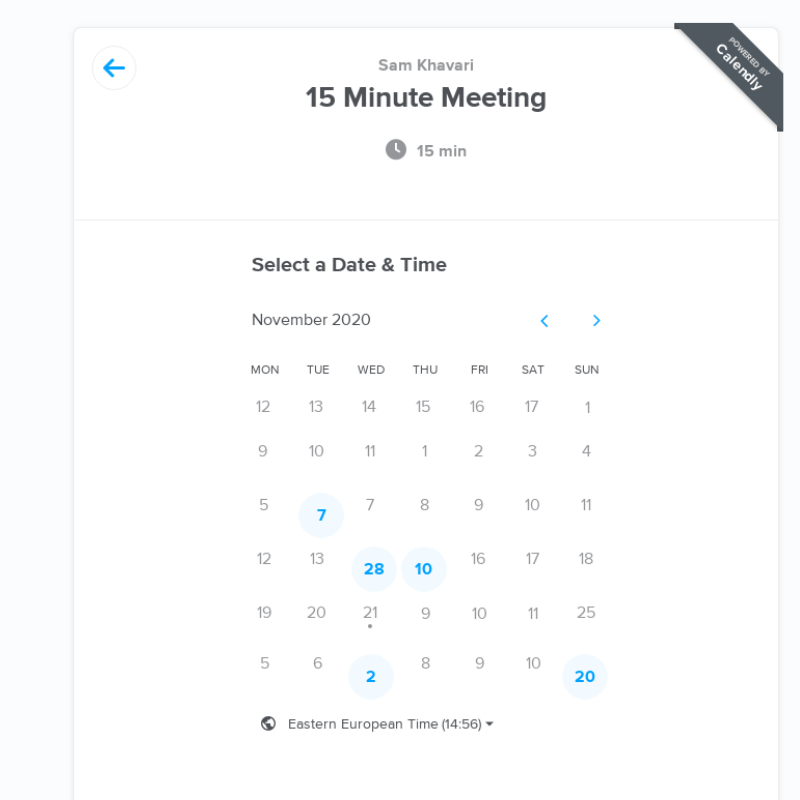 POWERED BY
Calendly
Sam Khavari
15 Minute Meeting
15 min
Select a Date & Time
November 2020
MON TUE WED THU FRI SAT SUN
12 13 14 15 16 17 1
9 10 11 1 2 3 4
5 7 7 8 9 10 11
12 13 28 10 16 17 18
19 20 21 9 10 11 25
5 6 2 8 9 10 20
Eastern European Time (14:56)